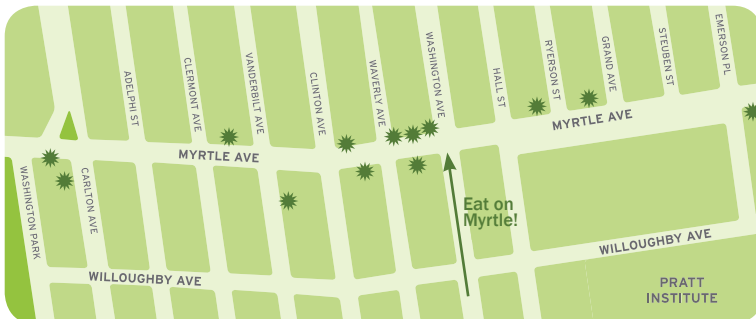 ADELPHI ST
CLERMONT AVE
VANDERBILT AVE
CLINTON AVE
WAVERLY AVE
WASHINGTON AVE
HALL ST
RYERSON ST
GRAND AVE
STEUBEN ST
EMERSON PL
MYRTLE AVE
MYRTLE AVE
WASHINGTON PARK
CARLTON AVE
Eat on
Myrtle!
WILLOUGHBY AVE
WILLOUGHBY AVE
PRATT
INSTITUTE